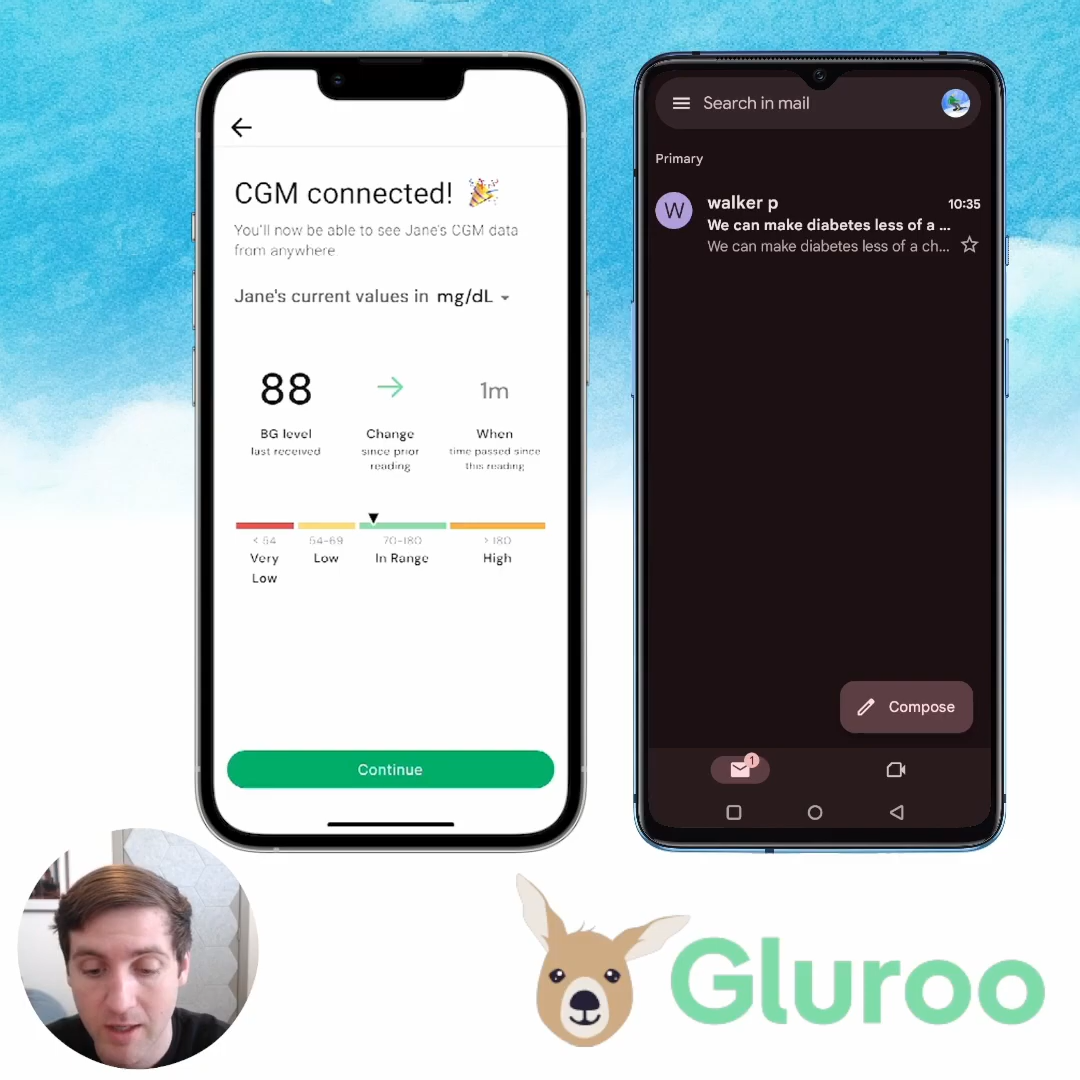 CGM connected!
You'll now be able to see Jane's CGM data
from anywhere.
Jane's current values in mg/dL
88
1m
BG level
last received
Change
since prior
reading
When
time passed since
this reading
< 54
54-69
70-180
> 180
Very
Low
Low
In Range
High
Continue
Search in mail
Primary
W
walker p
10:35
We can make diabetes less of a ...
We can make diabetes less of a ch...
Compose
1
Gluroo